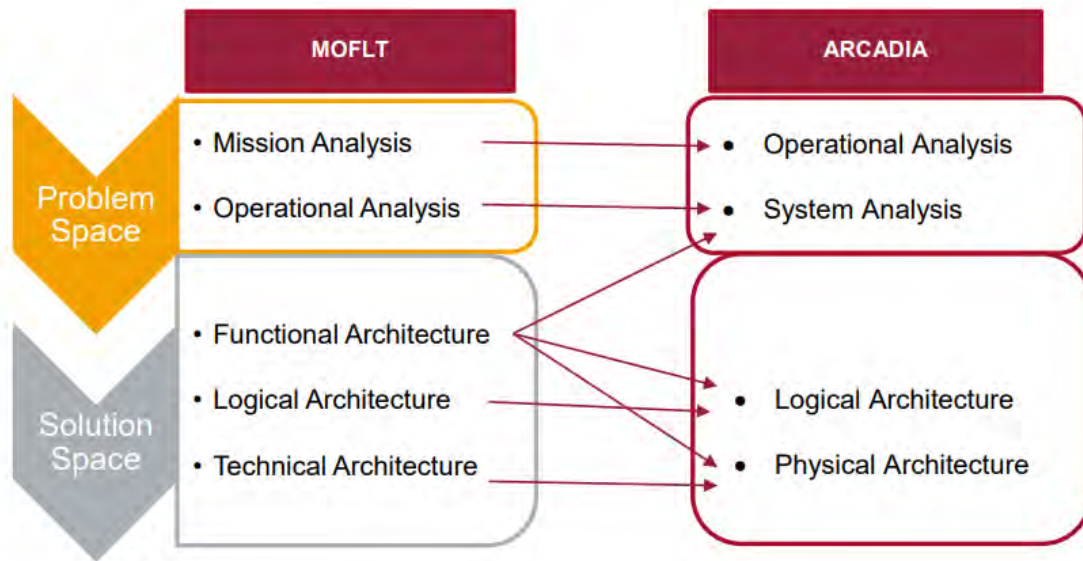 MOFLT
ARCADIA
Problem
Space
• Mission Analysis
• Operational Analysis
• Operational Analysis
• System Analysis
Solution
Space
• Functional Architecture
• Logical Architecture
• Technical Architecture
• Logical Architecture
• Physical Architecture